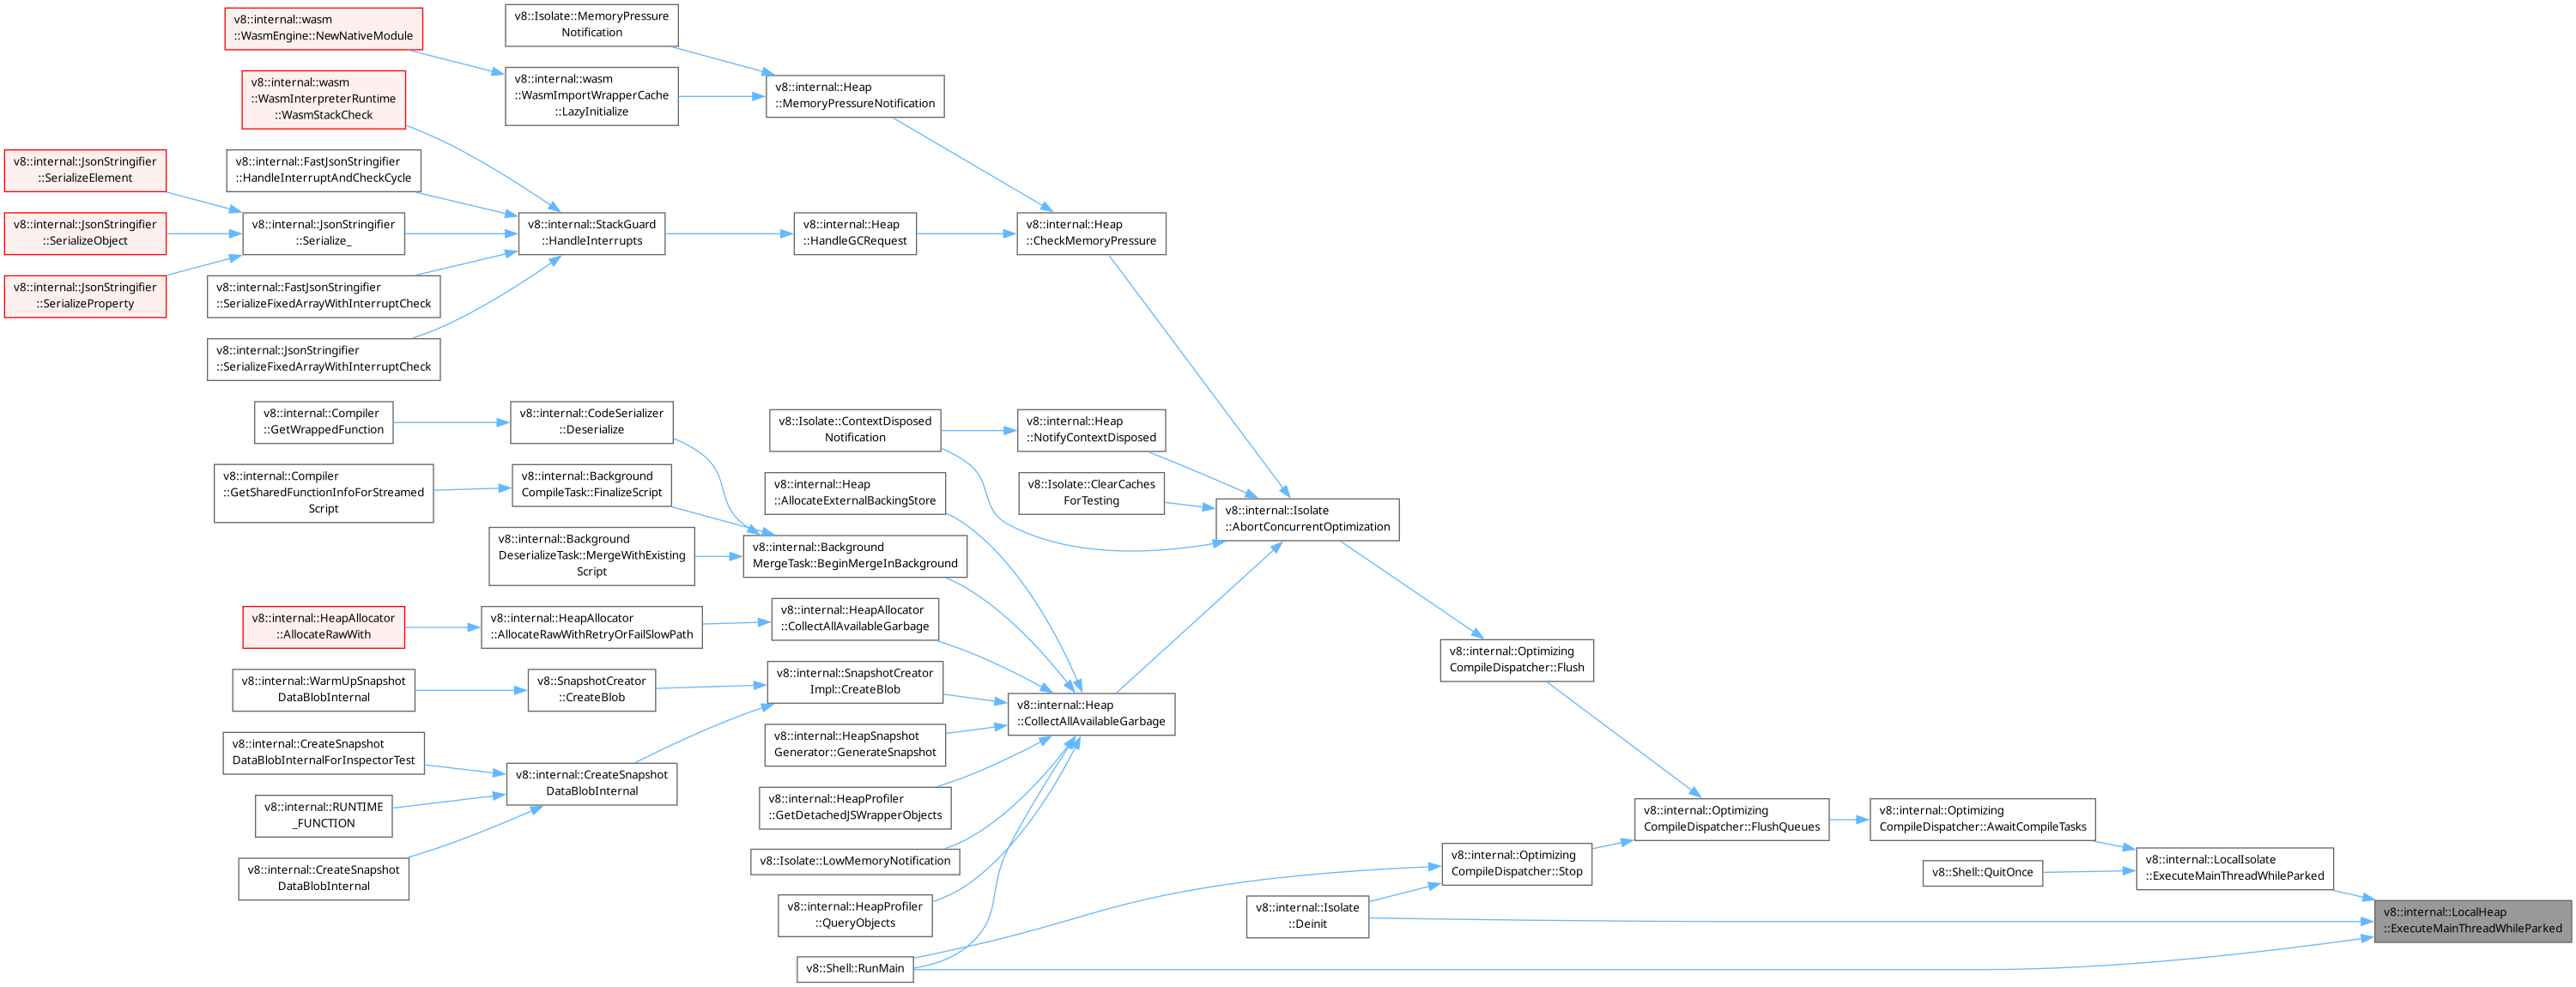 v8::internal::wasm
::WasmEngine::NewNativeModule
v8::Isolate::MemoryPressure
Notification
v8::internal::wasm
::WasmInterpreterRuntime
::WasmStackCheck
v8::internal::wasm
::WasmImportWrapperCache
::LazyInitialize
v8::internal::Heap
::MemoryPressureNotification
v8::internal::JsonStringifier
::SerializeElement
v8::internal::FastJsonStringifier
::HandleInterruptAndCheckCycle
v8::internal::JsonStringifier
::SerializeObject
v8::internal::JsonStringifier
::Serialize_
v8::internal::StackGuard
::HandleInterrupts
v8::internal::Heap
::HandleGCRequest
v8::internal::Heap
::CheckMemoryPressure
v8::internal::JsonStringifier
::SerializeProperty
v8::internal::FastJsonStringifier
::SerializeFixedArrayWithInterruptCheck
v8::internal::JsonStringifier
::SerializeFixedArrayWithInterruptCheck
v8::internal::Compiler
::GetWrappedFunction
v8::internal::CodeSerializer
::Deserialize
v8::Isolate::ContextDisposed
Notification
v8::internal::Heap
::NotifyContextDisposed
v8::internal::Compiler
::GetSharedFunctionInfoForStreamed
Script
v8::internal::Background
CompileTask::FinalizeScript
v8::internal::Heap
::AllocateExternalBackingStore
v8::Isolate::ClearCaches
ForTesting
v8::internal::Isolate
::AbortConcurrentOptimization
v8::internal::Background
DeserializeTask::MergeWithExisting
Script
v8::internal::Background
MergeTask::BeginMergeInBackground
v8::internal::HeapAllocator
::AllocateRawWith
v8::internal::HeapAllocator
::AllocateRawWithRetryOrFailSlowPath
v8::internal::HeapAllocator
::CollectAllAvailableGarbage
v8::internal::Optimizing
CompileDispatcher::Flush
v8::internal::WarmUpSnapshot
DataBlobInternal
v8::SnapshotCreator
::CreateBlob
v8::internal::SnapshotCreator
Impl::CreateBlob
v8::internal::Heap
::CollectAllAvailableGarbage
v8::internal::CreateSnapshot
DataBlobInternalForInspectorTest
v8::internal::HeapSnapshot
Generator::GenerateSnapshot
v8::internal::CreateSnapshot
DataBlobInternal
v8::internal::RUNTIME
_FUNCTION
v8::internal::HeapProfiler
::GetDetachedJSWrapperObjects
v8::internal::Optimizing
CompileDispatcher::FlushQueues
v8::internal::Optimizing
CompileDispatcher::AwaitCompileTasks
v8::internal::CreateSnapshot
DataBlobInternal
v8::Isolate::LowMemoryNotification
v8::internal::Optimizing
CompileDispatcher::Stop
v8::Shell::QuitOnce
v8::internal::LocalIsolate
::ExecuteMainThreadWhileParked
v8::internal::HeapProfiler
::QueryObjects
v8::internal::Isolate
::Deinit
v8::internal::LocalHeap
::ExecuteMainThreadWhileParked
v8::Shell::RunMain